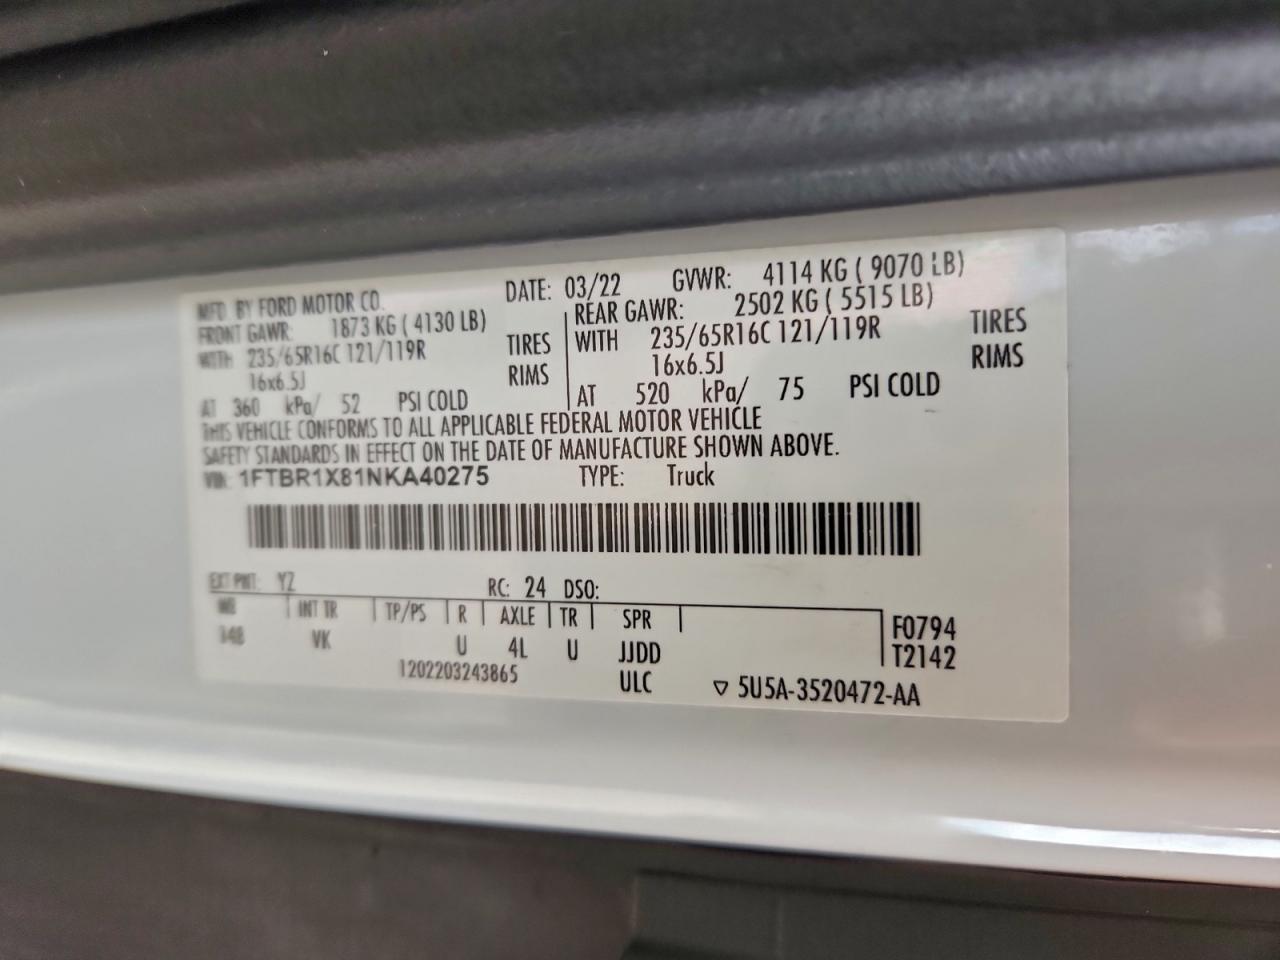 MFD. BY FORD MOTOR CO. DATE: 03/22 GVWR: 4114 KG ( 9070 LB)
FRONT GAWR: 1873 KG ( 4130 LB) REAR GAWR: 2502 KG ( 5515 LB)
WITH 235/65R16C 121/119R TIRES WITH 235/65R16C 121/119R TIRES
16x6.5J RIMS 16x6.5J RIMS
AT 360 kPa/ 52 PSI COLD AT 520 kPa/ 75 PSI COLD
THIS VEHICLE CONFORMS TO ALL APPLICABLE FEDERAL MOTOR VEHICLE
SAFETY STANDARDS IN EFFECT ON THE DATE OF MANUFACTURE SHOWN ABOVE.
VIN: 1FTBR1X81NKA40275 TYPE: Truck
EXT PNT: YZ RC: 24 DSO:
WB INT TR TP/PS R AXLE TR SPR F0794
148 VK U 4L U JJDD T2142
1202203243865 ULC ▽ 5U5A-3520472-AA